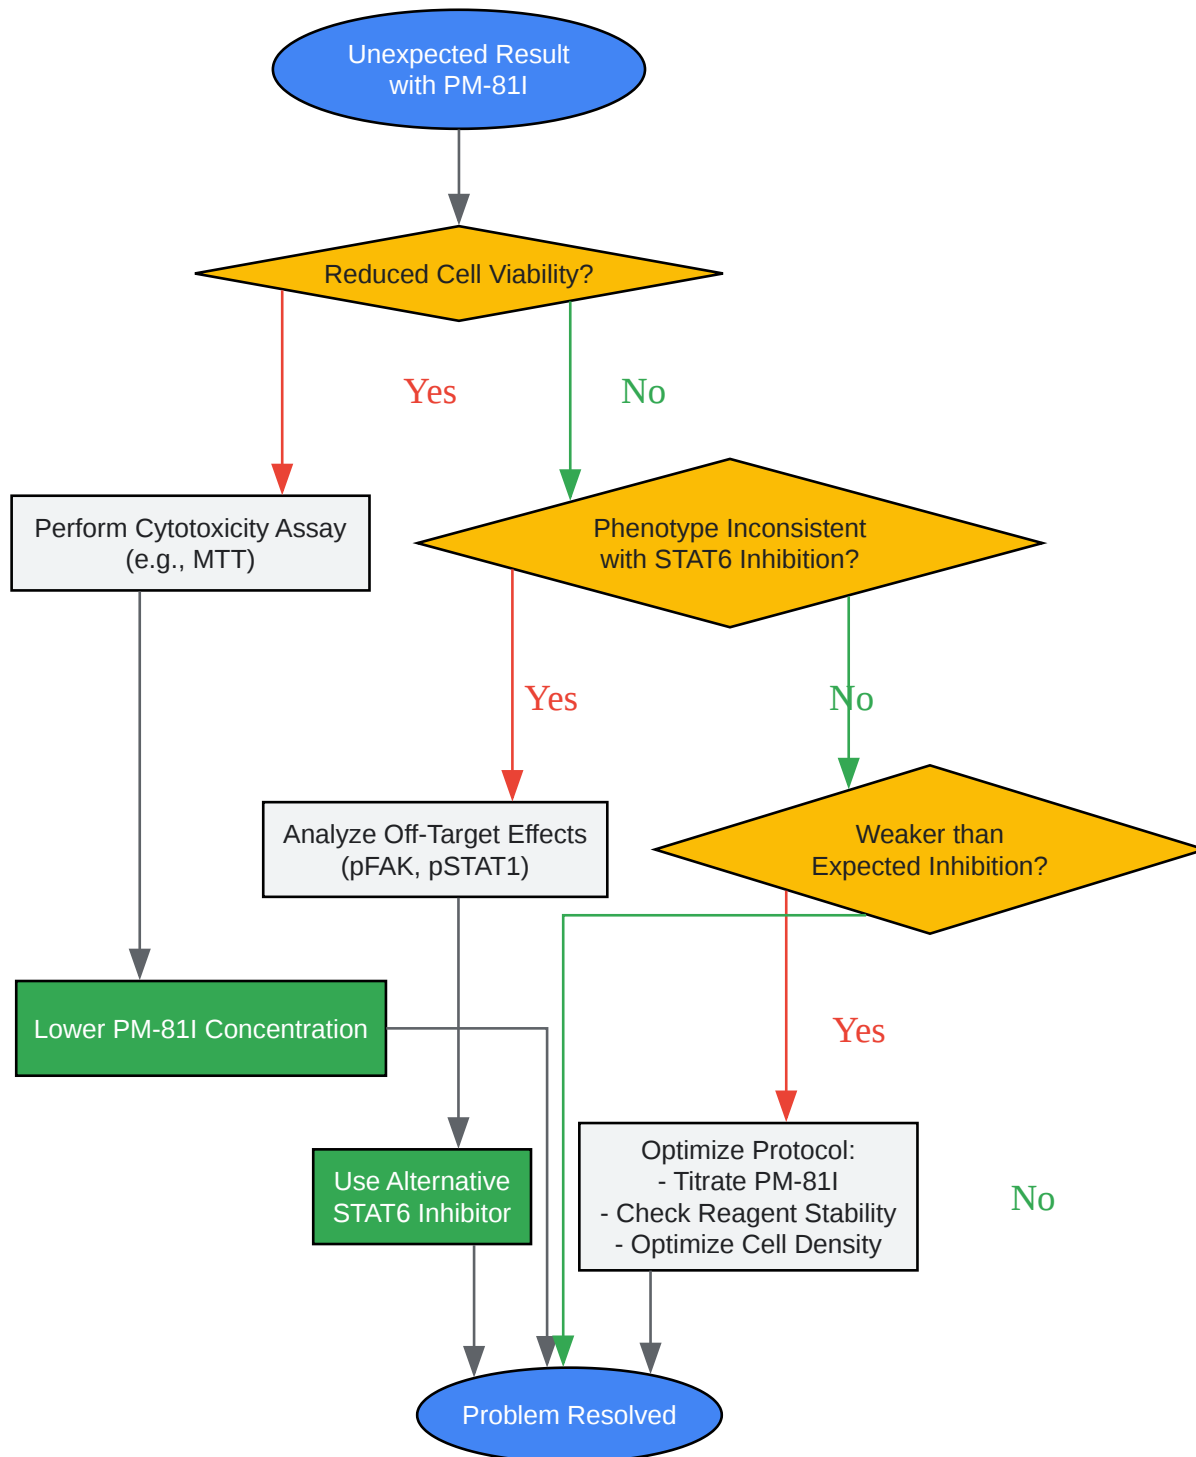 Unexpected Result
with PM-81I
Reduced Cell Viability?
Yes
No
Perform Cytotoxicity Assay
(e.g., MTT)
Phenotype Inconsistent
with STAT6 Inhibition?
Yes
No
Analyze Off-Target Effects
(pFAK, pSTAT1)
Weaker than
Expected Inhibition?
Lower PM-81I Concentration
Yes
Use Alternative
STAT6 Inhibitor
Optimize Protocol:
- Titrate PM-81I
- Check Reagent Stability
- Optimize Cell Density
No
Problem Resolved